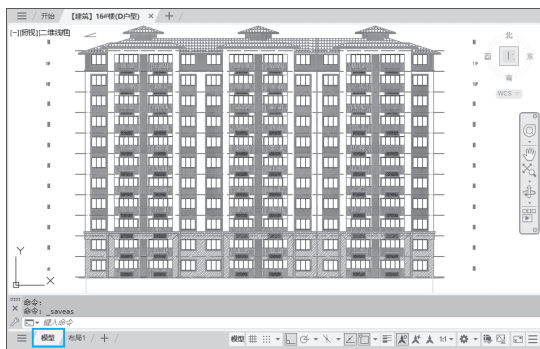 开始 【建筑】16#楼(D户型) × +
[-][俯视][二维线框]
北
西 东
南
WCS
Y
X
命令:
命令: _saveas
键入命令
模型 布局1 +
模型 1:1